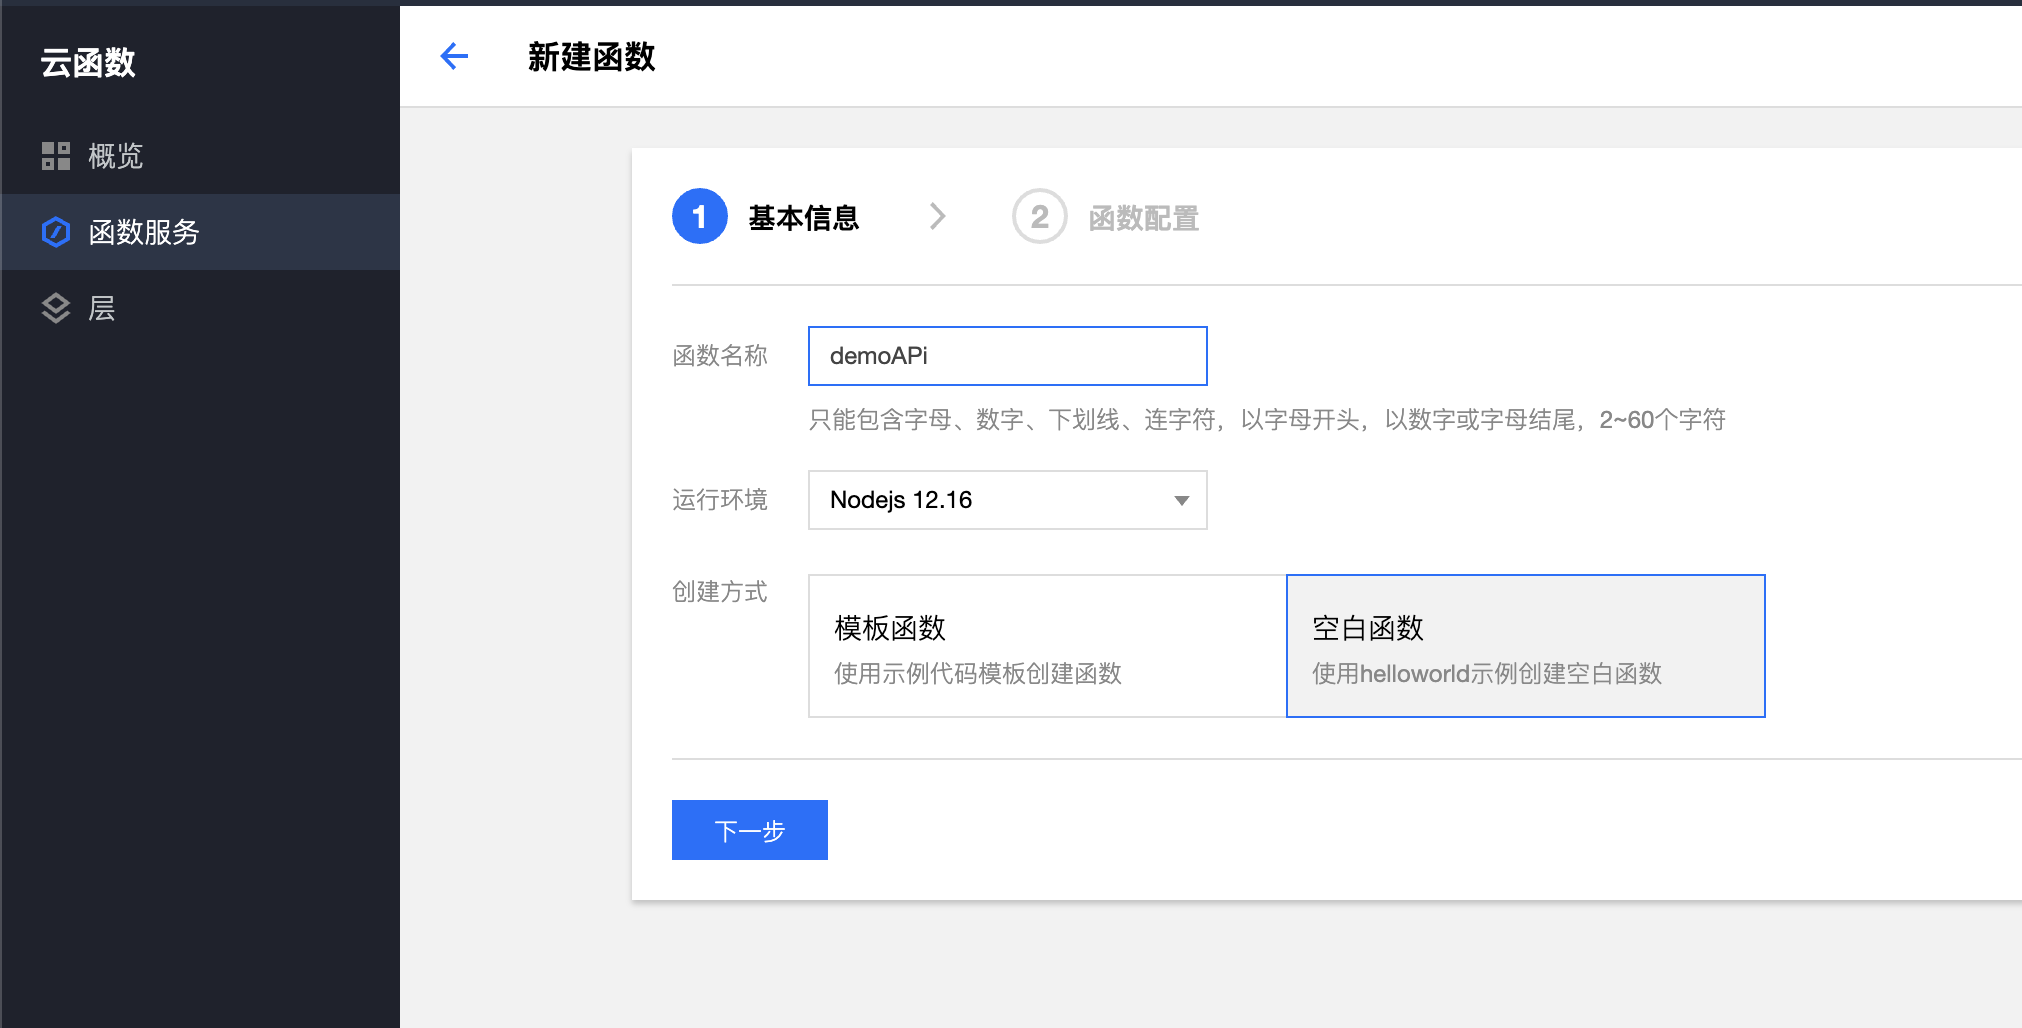 云函数
概览
函数服务
层
新建函数
1 基本信息 2 函数配置
函数名称 demoAPi
只能包含字母、数字、下划线、连字符，以字母开头，以数字或字母结尾，2~60个字符
运行环境 Nodejs 12.16
创建方式
模板函数
使用示例代码模板创建函数
空白函数
使用helloworld示例创建空白函数
下一步